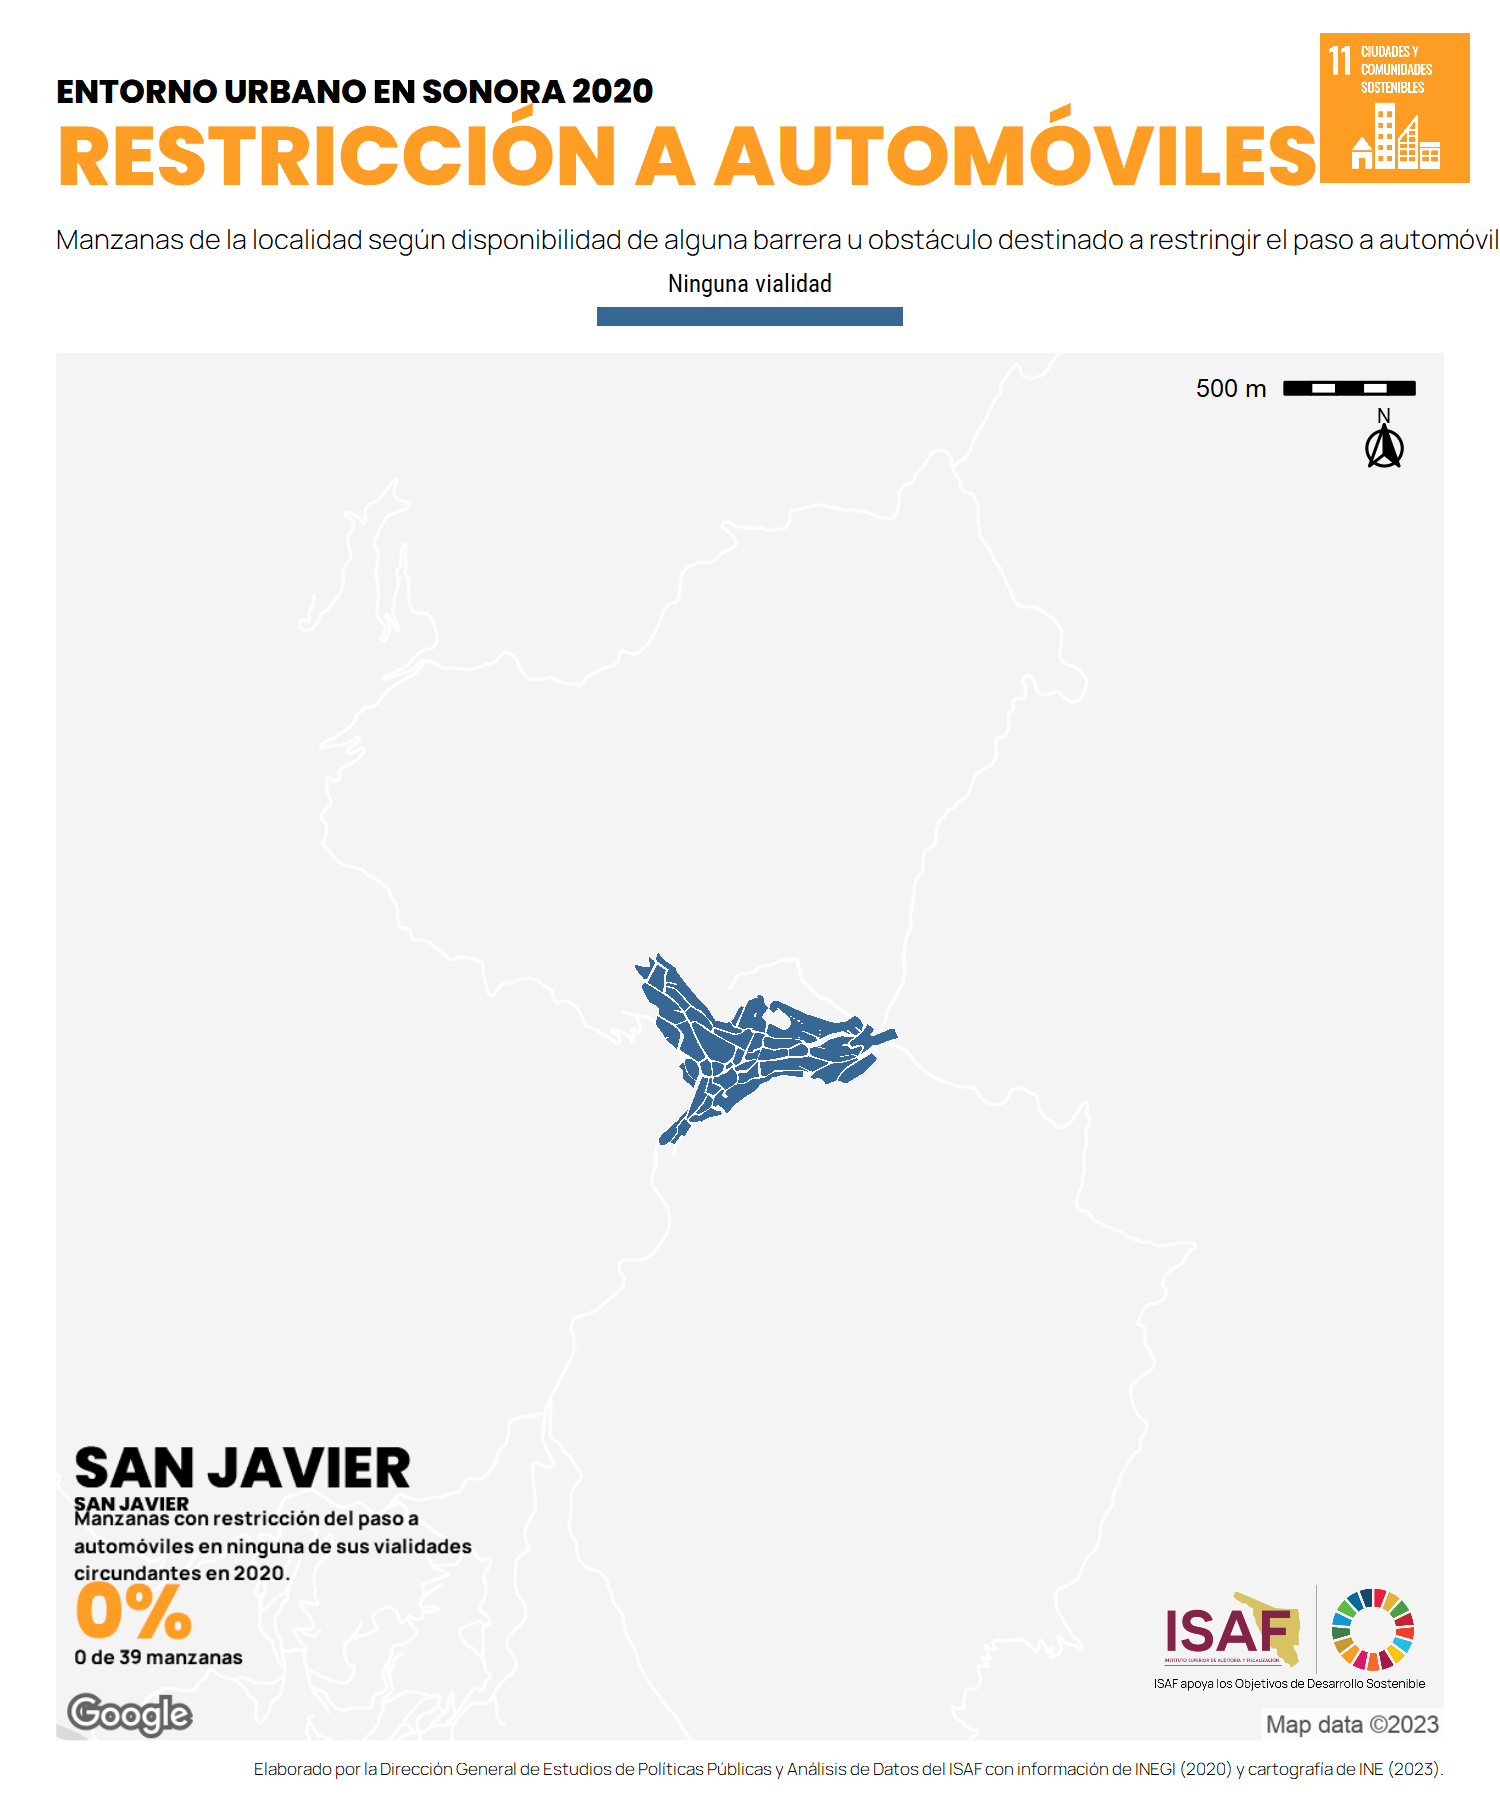 11 CIUDADES Y
COMUNIDADES
SOSTENIBLES
ENTORNO URBANO EN SONORA 2020
RESTRICCIÓN A AUTOMÓVILES
Manzanas de la localidad según disponibilidad de alguna barrera u obstáculo destinado a restringir el paso a automóvil
Ninguna vialidad
500 m
N
SAN JAVIER
SAN JAVIER
Manzanas con restricción del paso a
automóviles en ninguna de sus vialidades
circundantes en 2020.
0%
0 de 39 manzanas
ISAF
INSTITUTO SUPERIOR DE AUDITORÍA Y FISCALIZACIÓN
ISAF apoya los Objetivos de Desarrollo Sostenible
Google
Map data ©2023
Elaborado por la Dirección General de Estudios de Políticas Públicas y Análisis de Datos del ISAF con información de INEGI (2020) y cartografía de INE (2023).